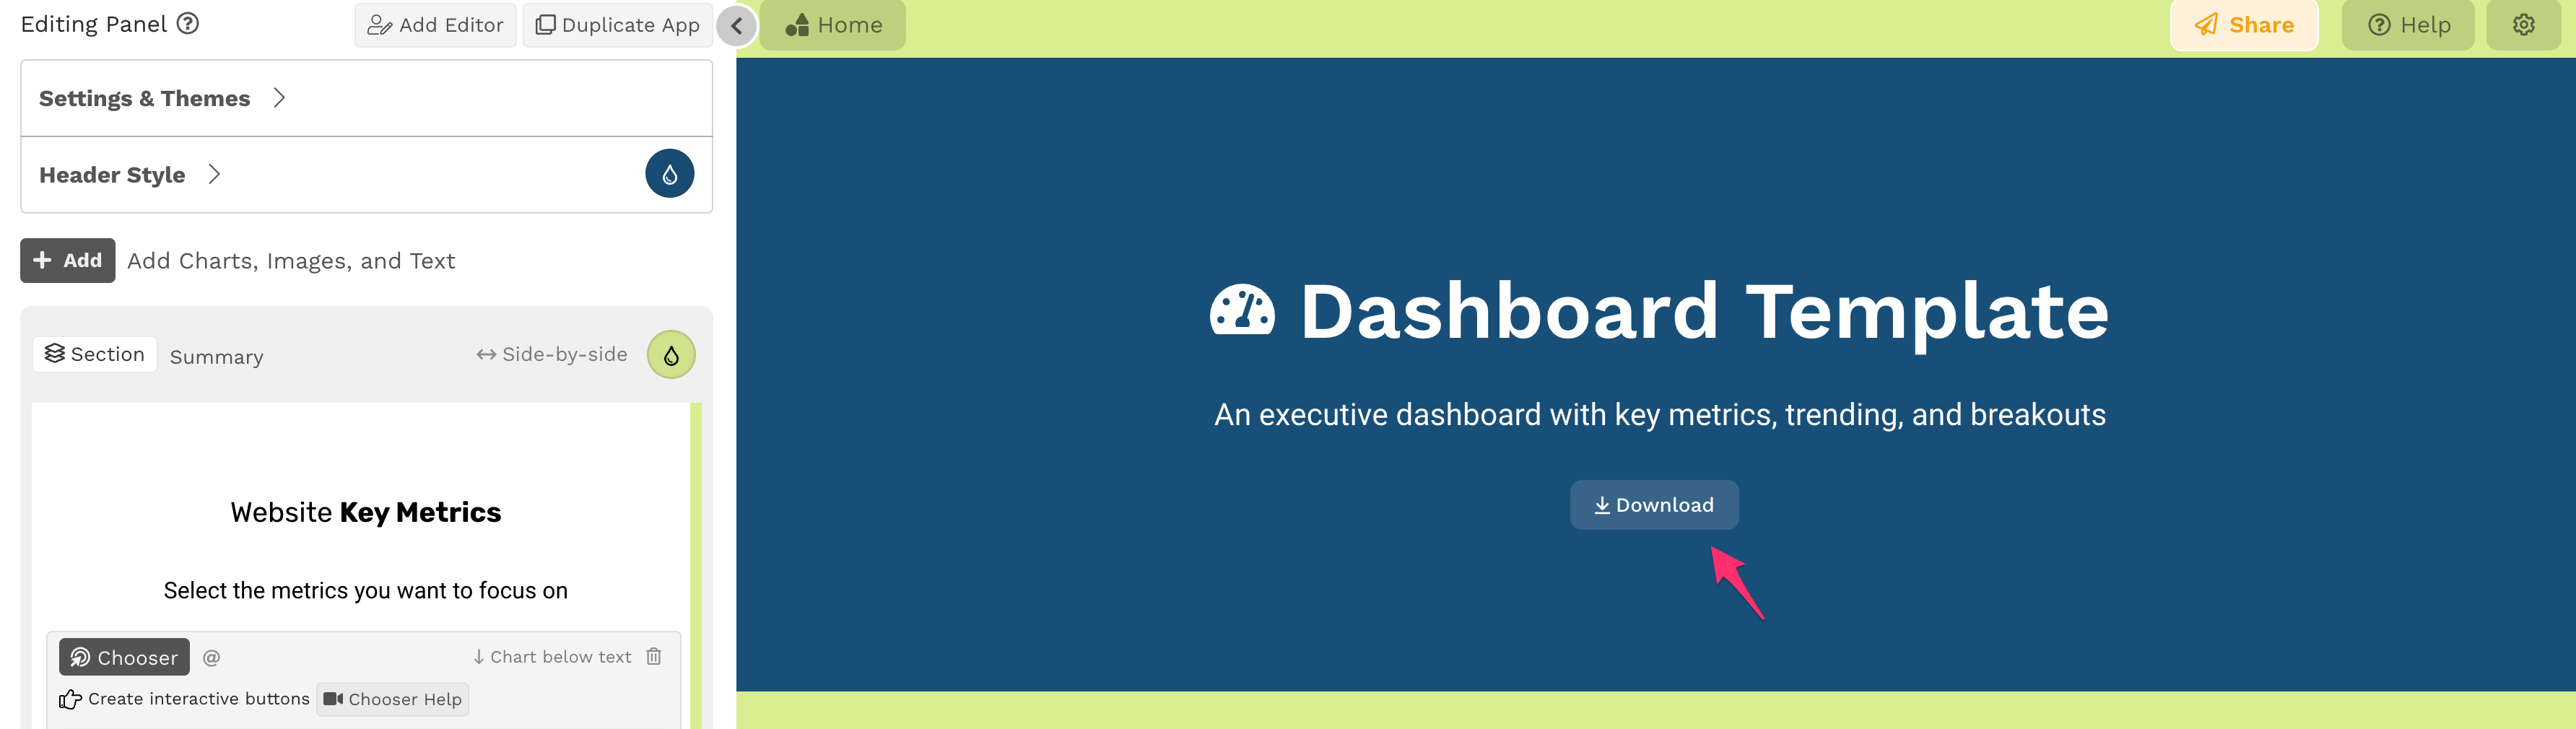 Editing Panel
Add Editor
Duplicate App
Home
Share
Help
Settings & Themes
Header Style
Add
Add Charts, Images, and Text
Section
Summary
Side-by-side
Website Key Metrics
Select the metrics you want to focus on
Chooser
@
Chart below text
Create interactive buttons
Chooser Help
Dashboard Template
An executive dashboard with key metrics, trending, and breakouts
Download